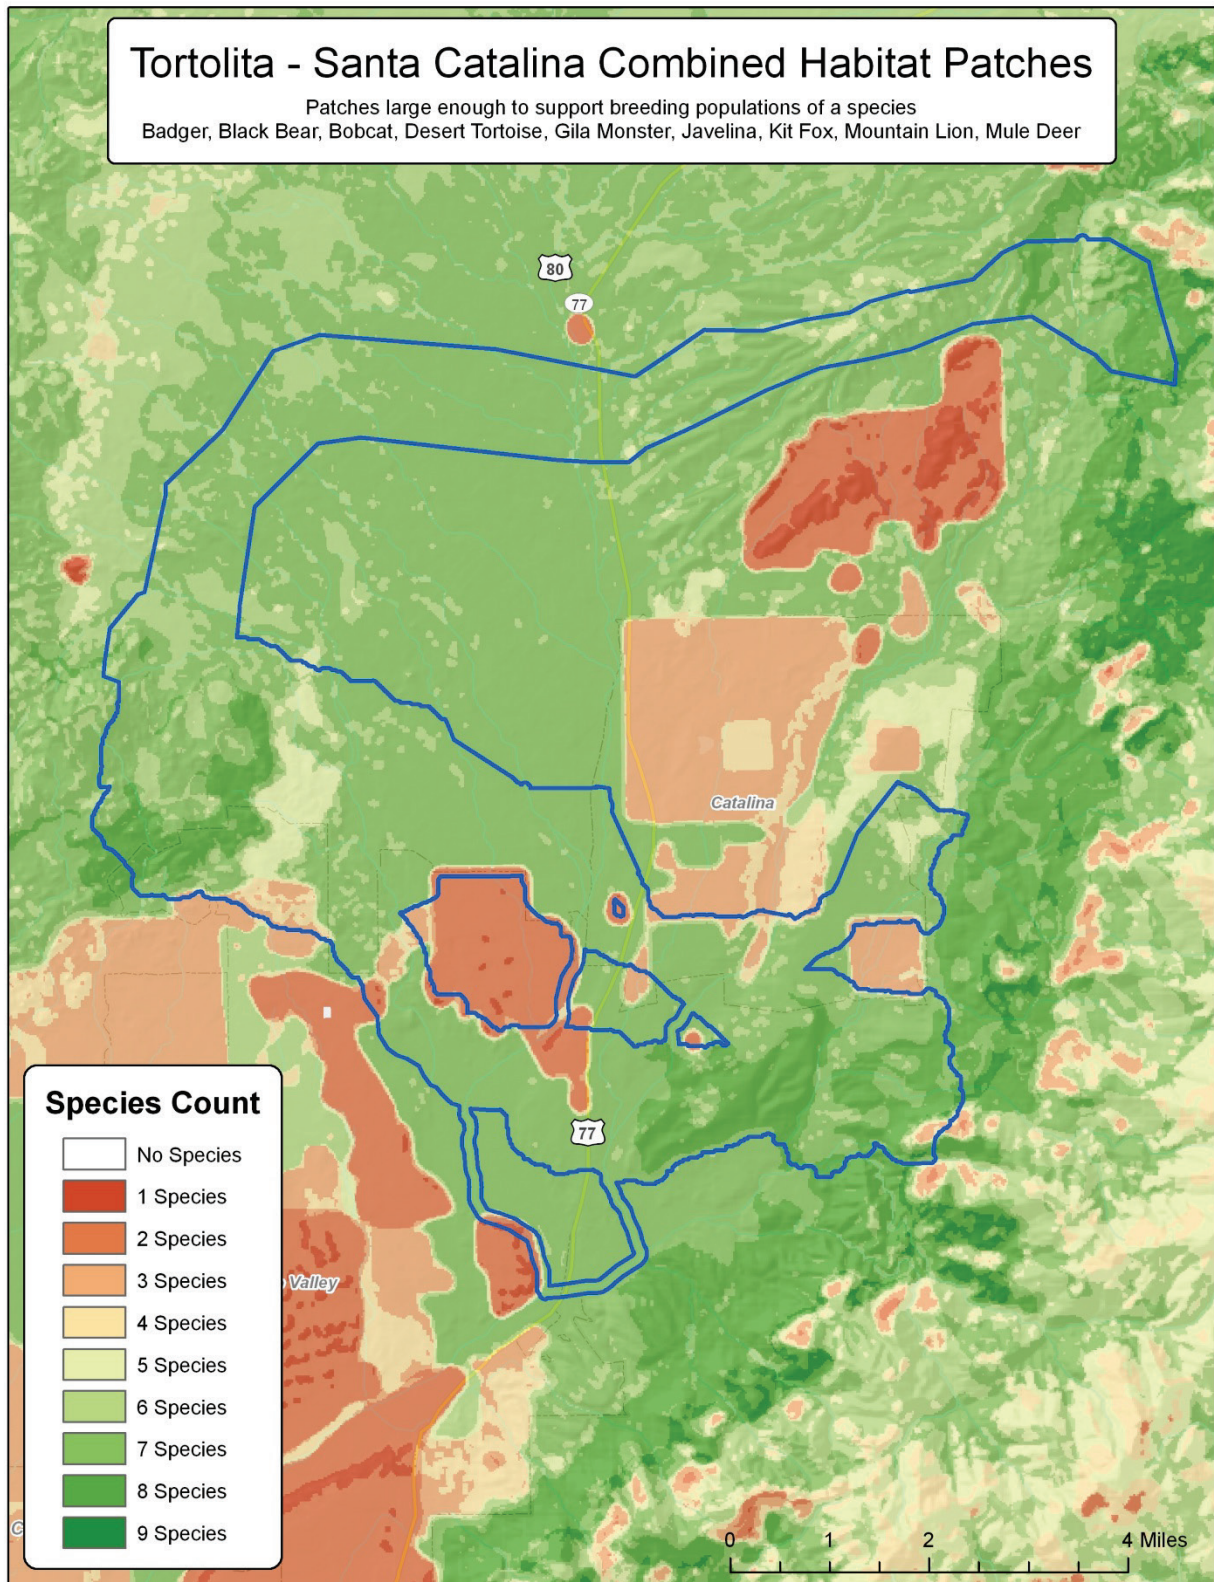 Tortolita - Santa Catalina Combined Habitat Patches
Patches large enough to support breeding populations of a species
Badger, Black Bear, Bobcat, Desert Tortoise, Gila Monster, Javelina, Kit Fox, Mountain Lion, Mule Deer
80
77
Catalina
77
Valley
Species Count
No Species
1 Species
2 Species
3 Species
4 Species
5 Species
6 Species
7 Species
8 Species
9 Species
C
0 1 2 4 Miles